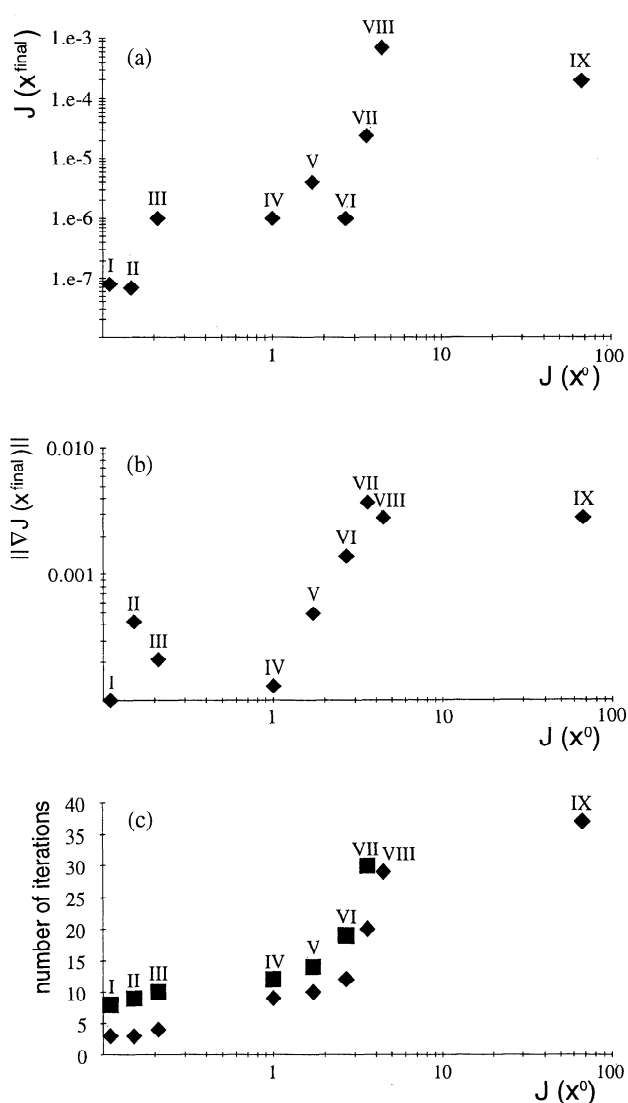 (a)
J (x^final)
1.e-3
1.e-4
1.e-5
1.e-6
1.e-7
I
II
III
IV
V
VI
VII
VIII
IX
1
10
100
J (x^0)
(b)
||∇J (x^final)||
0.010
0.001
I
II
III
IV
V
VI
VII
VIII
IX
1
10
100
J (x^0)
(c)
number of iterations
40
35
30
25
20
15
10
5
0
I
II
III
IV
V
VI
VII
VIII
IX
1
10
100
J (x^0)